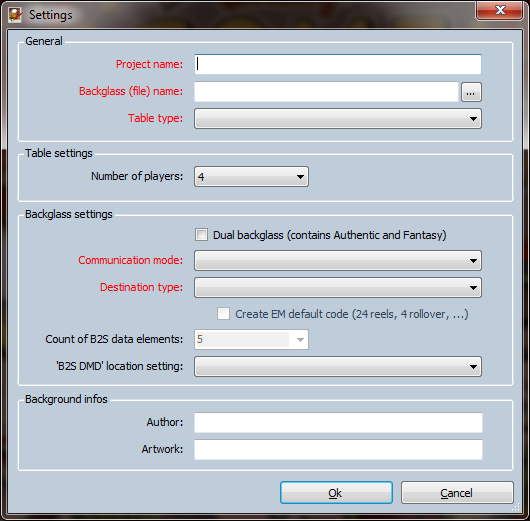 Settings
General
Project name:
Backglass (file) name:
...
Table type:
Table settings
Number of players: 4
Backglass settings
Dual backglass (contains Authentic and Fantasy)
Communication mode:
Destination type:
Create EM default code (24 reels, 4 rollover, ...)
Count of B2S data elements: 5
'B2S DMD' location setting:
Background infos
Author:
Artwork:
Ok Cancel